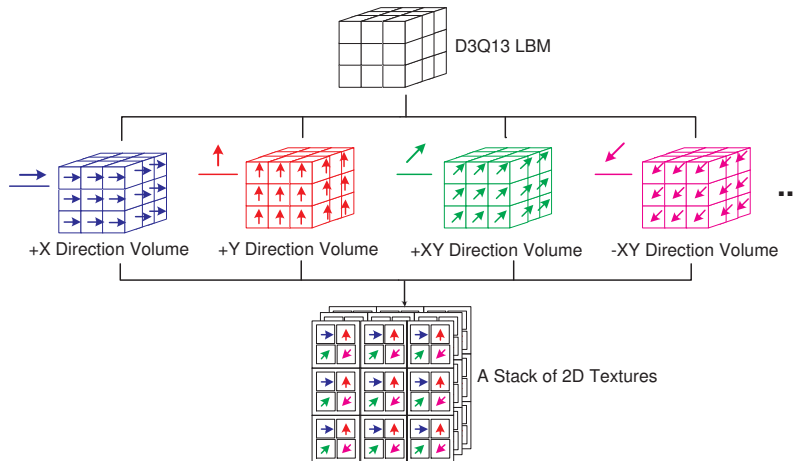 D3Q13 LBM
+X Direction Volume
+Y Direction Volume
+XY Direction Volume
-XY Direction Volume
..
A Stack of 2D Textures